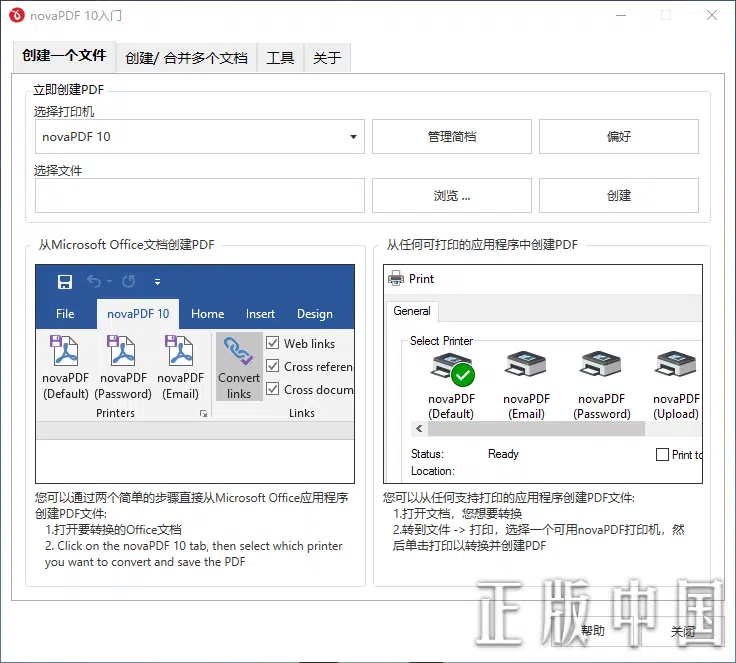 novaPDF 10入门
创建一个文件
创建/ 合并多个文档
工具
关于
立即创建PDF
选择打印机
novaPDF 10
管理简档
偏好
选择文件
浏览 ...
创建
从Microsoft Office文档创建PDF
File
novaPDF 10
Home
Insert
Design
novaPDF (Default)
novaPDF (Password)
novaPDF (Email)
Printers
Convert links
Web links
Cross referen
Cross docum
Links
您可以通过两个简单的步骤直接从Microsoft Office应用程序
创建PDF文件:
1.打开要转换的Office文档
2. Click on the novaPDF 10 tab, then select which printer
you want to convert and save the PDF
从任何可打印的应用程序中创建PDF
Print
General
Select Printer
novaPDF (Default)
novaPDF (Email)
novaPDF (Password)
novaPDF (Upload)
Status:
Ready
Print to
Location:
您可以从任何支持打印的应用程序创建PDF文件:
1.打开文档，您想要转换
2.转到文件 -> 打印，选择一个可用novaPDF打印机，然
后单击打印以转换并创建PDF
正版中国
帮助
关闭